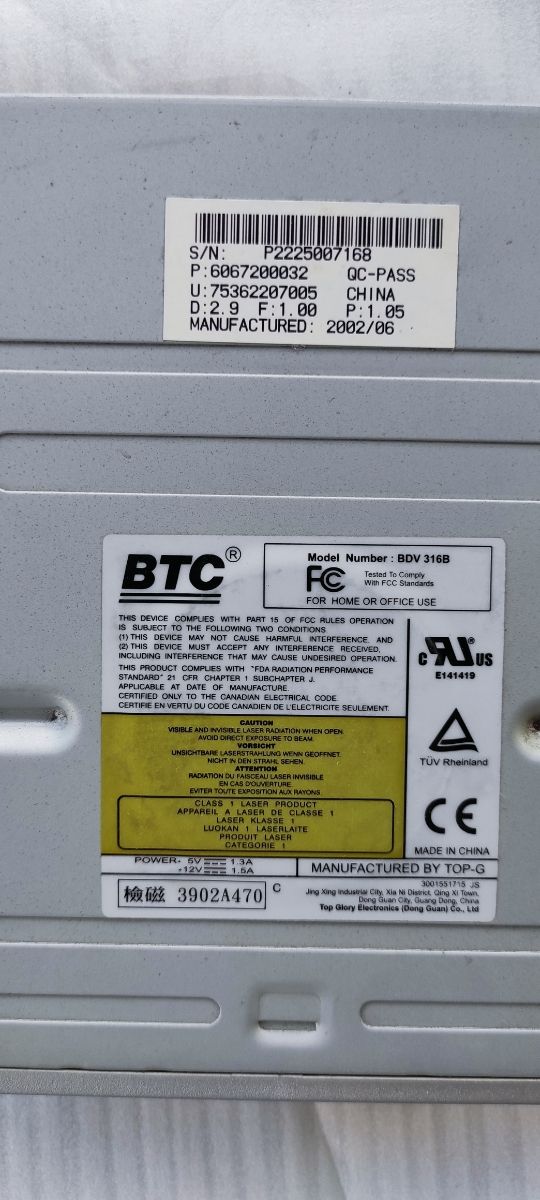 S/N: P2225007168
P:6067200032 QC-PASS
U:75362207005 CHINA
D:2.9 F:1.00 P:1.05
MANUFACTURED: 2002/06
BTC®
Model Number : BDV 316B
FC Tested To Comply
With FCC Standards
FOR HOME OR OFFICE USE
THIS DEVICE COMPLIES WITH PART 15 OF FCC RULES OPERATION
IS SUBJECT TO THE FOLLOWING TWO CONDITIONS
(1) THIS DEVICE MAY NOT CAUSE HARMFUL INTERFERENCE, AND
(2) THIS DEVICE MUST ACCEPT ANY INTERFERENCE RECEIVED,
INCLUDING INTERFERENCE THAT MAY CAUSE UNDESIRED OPERATION.
THIS PRODUCT COMPLIES WITH "FDA RADIATION PERFORMANCE
STANDARD" 21 CFR CHAPTER 1 SUBCHAPTER J.
APPLICABLE AT DATE OF MANUFACTURE.
CERTIFIED ONLY TO THE CANADIAN ELECTRICAL CODE.
CERTIFIE EN VERTU DU CODE CANADIEN DE L'ELECTRICITE SEULEMENT.
c RU US
E141419
TÜV Rheinland
CE
MADE IN CHINA
CAUTION
VISIBLE AND INVISIBLE LASER RADIATION WHEN OPEN
AVOID DIRECT EXPOSURE TO BEAM.
VORSICHT
UNSICHTBARE LASERSTRAHLUNG WENN GEOFFNET
NICHT IN DEN STRAHL SEHEN.
ATTENTION
RADIATION DU FAISCEAU LASER INVISIBLE
EN CAS D'OUVERTURE
EVITER TOUTE EXPOSITION AUX RAYONS.
CLASS 1 LASER PRODUCT
APPAREIL A LASER DE CLASSE 1
LASER KLASSE 1
LUOKAN 1 LASERLAITE
PRODUIT LASER
CATEGORIE 1
POWER: 5V 1.3A
12V 1.5A
MANUFACTURED BY TOP-G
檢磁 3902A470 C
3001551715 JS
Jing Xing Industrial City, Xia Ni District, Qing Xi Town,
Dong Guan City, Guang Dong, China
Top Glory Electronics (Dong Guan) Co., Ltd